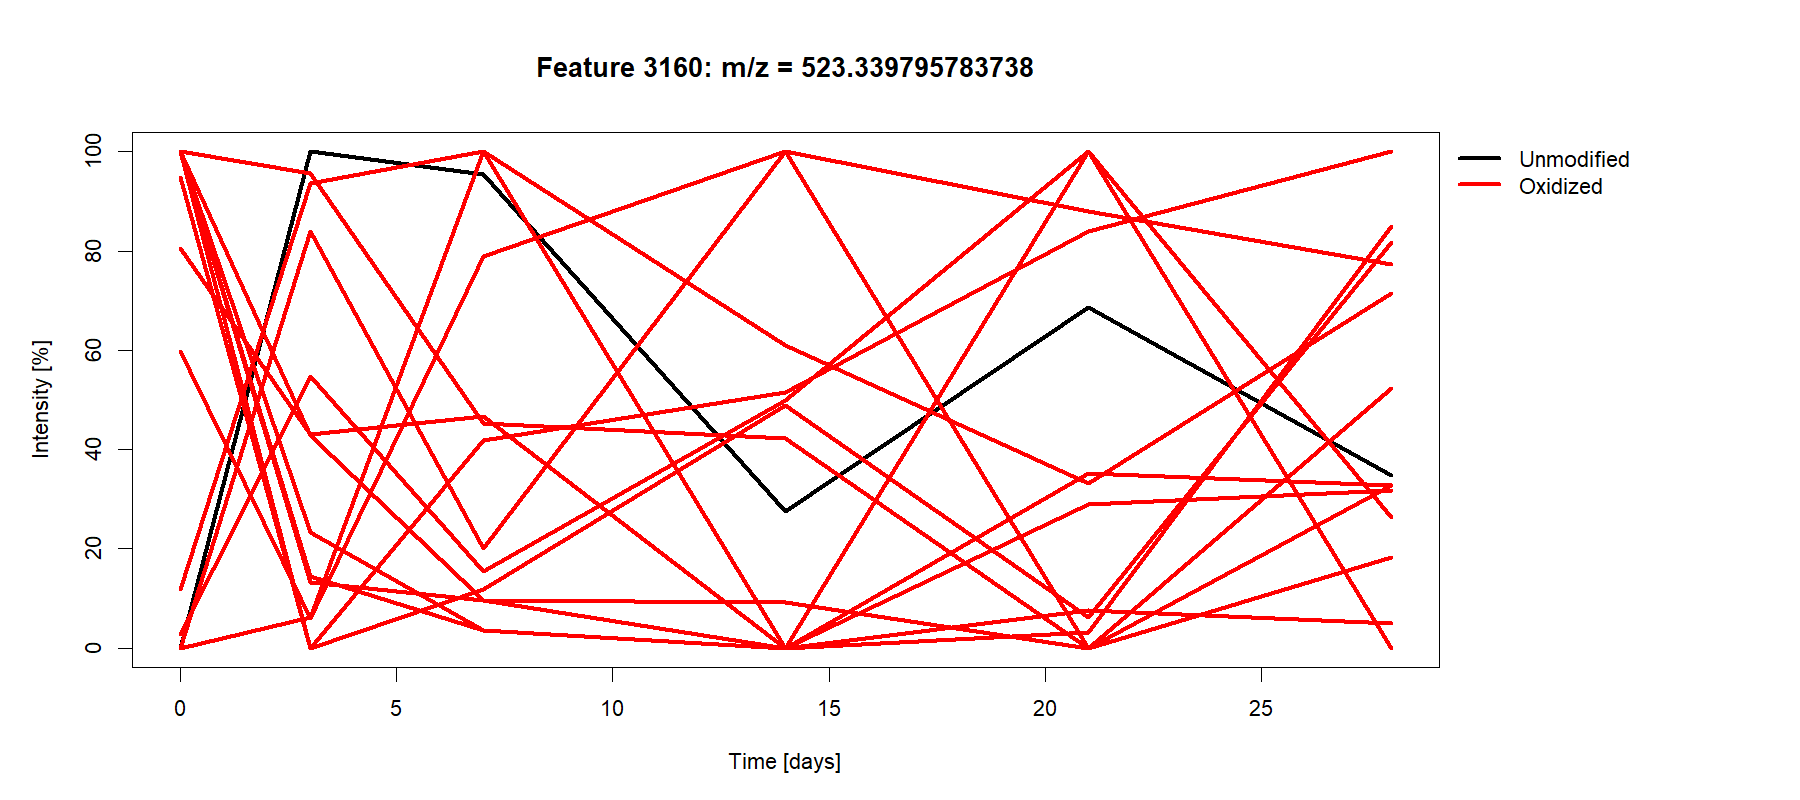 Feature 3160: m/z = 523.339795783738
Unmodified
Oxidized
Intensity [%]
100
80
60
40
20
0
0 5 10 15 20 25
Time [days]